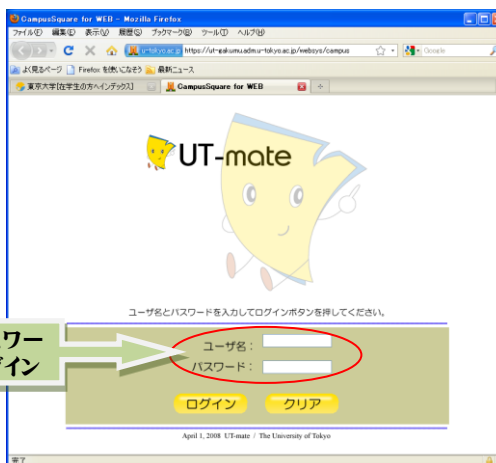 CampusSquare for WEB - Mozilla Firefox
ファイル(F) 編集(E) 表示(V) 履歴(S) ブックマーク(B) ツール(T) ヘルプ(H)
u-tokyo.ac.jp https://ut-gakumu.adm.u-tokyo.ac.jp/websys/campus
Google
よく見るページ Firefox を使いこなそう 最新ニュース
東京大学[在学生の方へインデックス] CampusSquare for WEB
UT-mate
ユーザ名とパスワードを入力してログインボタンを押してください。
ワー
イン
ユーザ名：
パスワード：
ログイン クリア
April 1, 2008 UT-mate / The University of Tokyo
完了